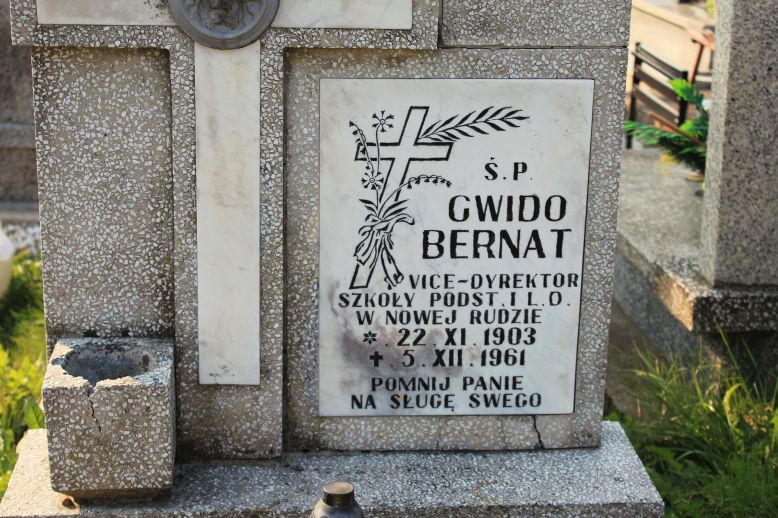 Ś.P.
GWIDO
BERNAT
VICE-DYREKTOR
SZKOŁY PODST. I L.O.
W NOWEJ RUDZIE
* 22. XI. 1903
✝ 5. XII. 1961
POMNIJ PANIE
NA SŁUGĘ SWEGO